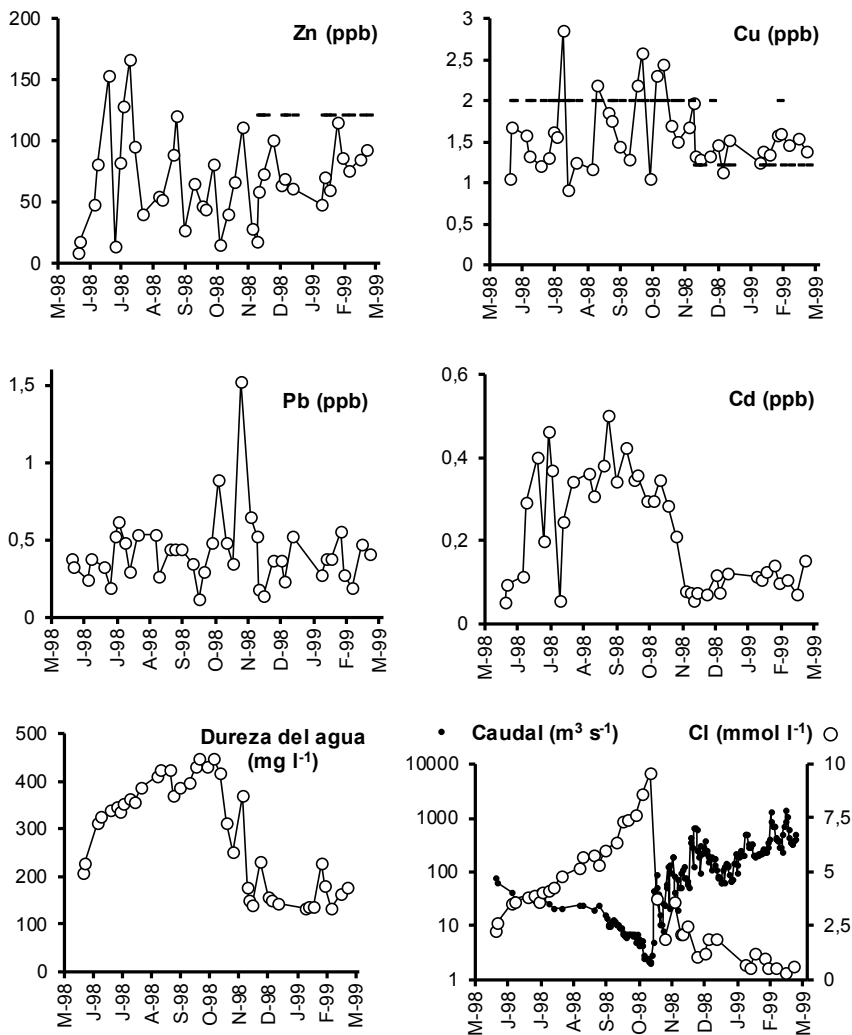 Zn (ppb)
200
150
100
50
0
M-98 J-98 J-98 A-98 S-98 O-98 N-98 D-98 J-99 F-99 M-99
Cu (ppb)
3
2,5
2
1,5
1
0,5
0
M-98 J-98 J-98 A-98 S-98 O-98 N-98 D-98 J-99 F-99 M-99
Pb (ppb)
1,5
1
0,5
0
M-98 J-98 J-98 A-98 S-98 O-98 N-98 D-98 J-99 F-99 M-99
Cd (ppb)
0,6
0,4
0,2
0
M-98 J-98 J-98 A-98 S-98 O-98 N-98 D-98 J-99 F-99 M-99
Dureza del agua
(mg l-1)
500
400
300
200
100
0
M-98 J-98 J-98 A-98 S-98 O-98 N-98 D-98 J-99 F-99 M-99
Caudal (m³ s-1) Cl (mmol l-1)
10000
1000
100
10
1
10
7,5
5
2,5
0
M-98 J-98 J-98 A-98 S-98 O-98 N-98 D-98 J-99 F-99 M-99